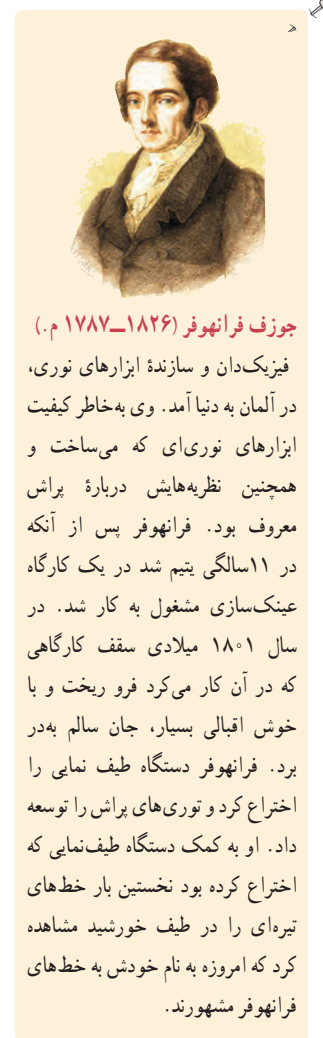 جوزف فرانهوفر (۱۸۲۶ــ۱۷۸۷ م.)
فیزیک‌دان و سازندهٔ ابزارهای نوری،
در آلمان به دنیا آمد. وی به‌خاطر کیفیت
ابزارهای نوری‌ای که می‌ساخت و
همچنین نظریه‌هایش دربارهٔ پراش
معروف بود. فرانهوفر پس از آنکه
در ۱۱سالگی یتیم شد در یک کارگاه
عینک‌سازی مشغول به کار شد. در
سال ۱۸۰۱ میلادی سقف کارگاهی
که در آن کار می‌کرد فرو ریخت و با
خوش اقبالی بسیار، جان سالم به‌در
برد. فرانهوفر دستگاه طیف نمایی را
اختراع کرد و توری‌های پراش را توسعه
داد. او به کمک دستگاه طیف‌نمایی که
اختراع کرده بود نخستین بار خط‌های
تیره‌ای را در طیف خورشید مشاهده
کرد که امروزه به نام خودش به خط‌های
فرانهوفر مشهورند.